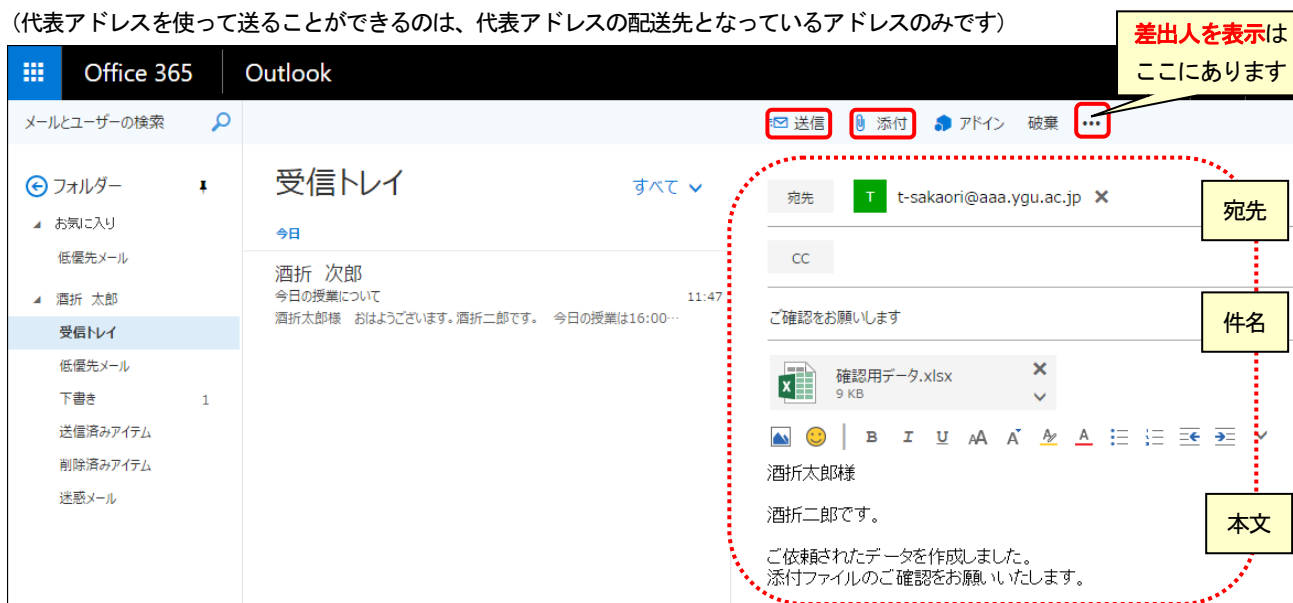 (代表アドレスを使って送ることができるのは、代表アドレスの配送先となっているアドレスのみです)
差出人を表示は
ここにあります
Office 365
Outlook
メールとユーザーの検索
送信
添付
アドイン
破棄
フォルダー
お気に入り
低優先メール
酒折 太郎
受信トレイ
低優先メール
下書き 1
送信済みアイテム
削除済みアイテム
迷惑メール
受信トレイ
すべて
今日
酒折 次郎
今日の授業について 11:47
酒折太郎様 おはようございます。酒折二郎です。 今日の授業は16:00…
宛先
T
t-sakaori@aaa.ygu.ac.jp
宛先
CC
ご確認をお願いします
件名
確認用データ.xlsx
9 KB
B I U AA A A
酒折太郎様
酒折二郎です。
本文
ご依頼されたデータを作成しました。
添付ファイルのご確認をお願いいたします。